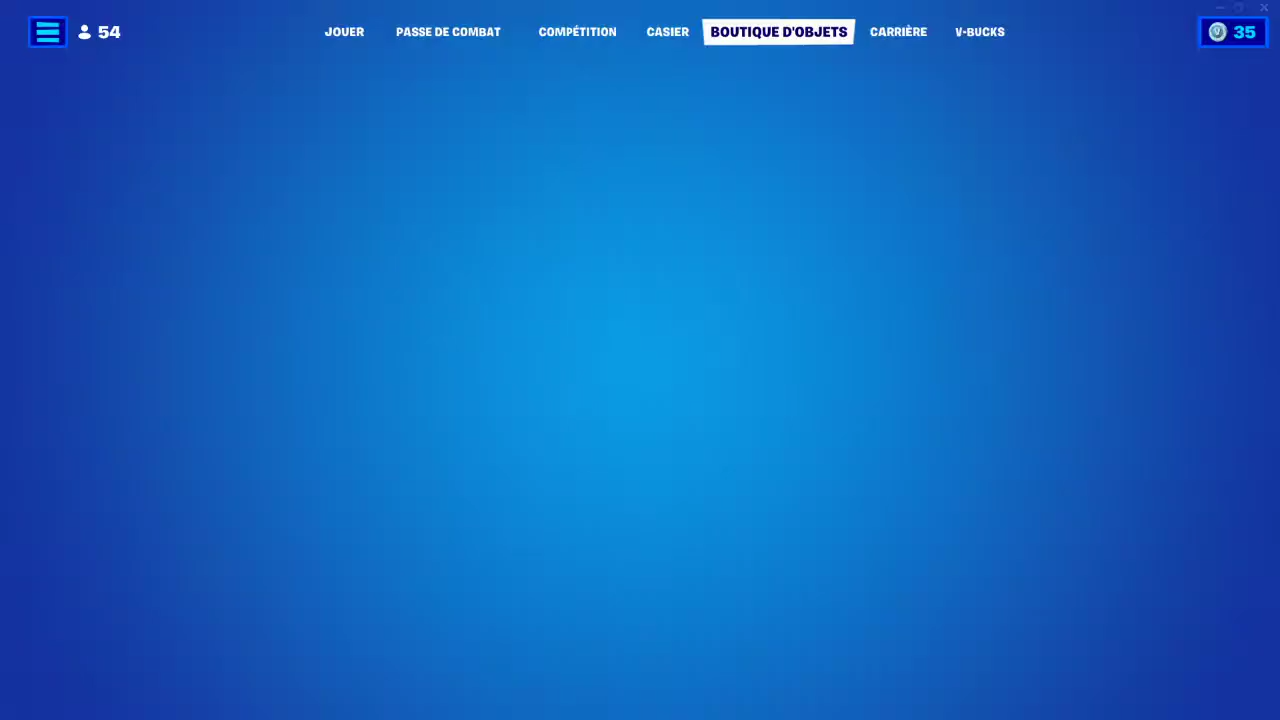 54 JOUER PASSE DE COMBAT COMPÉTITION CASIER BOUTIQUE D'OBJETS CARRIÈRE V-BUCKS 35